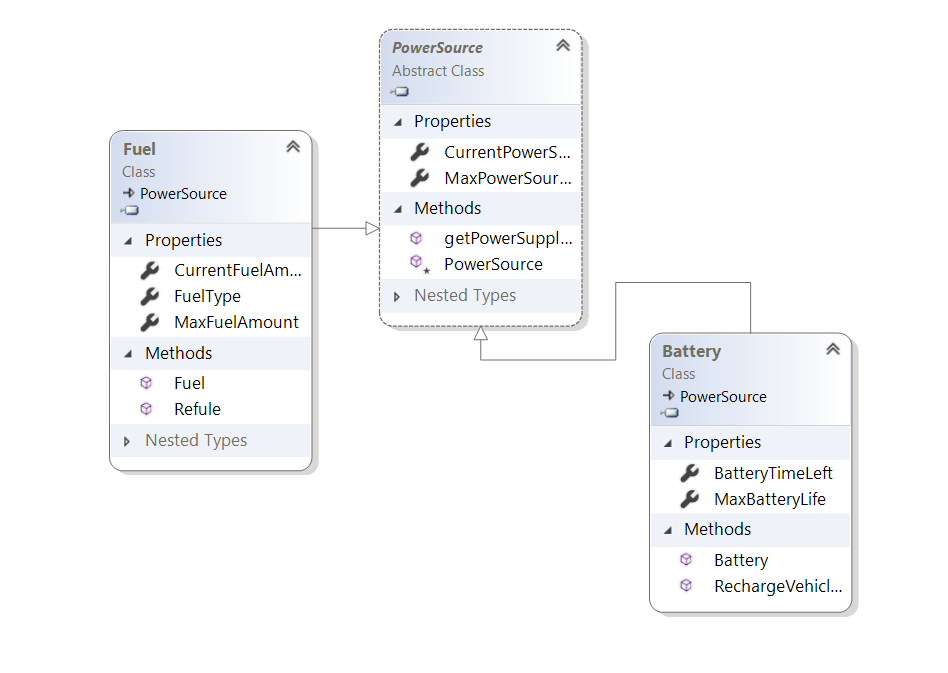 PowerSource
Abstract Class
Properties
CurrentPowerS...
MaxPowerSour...
Methods
getPowerSuppl...
PowerSource
Nested Types
Fuel
Class
PowerSource
Properties
CurrentFuelAm...
FuelType
MaxFuelAmount
Methods
Fuel
Refule
Nested Types
Battery
Class
PowerSource
Properties
BatteryTimeLeft
MaxBatteryLife
Methods
Battery
RechargeVehicl...